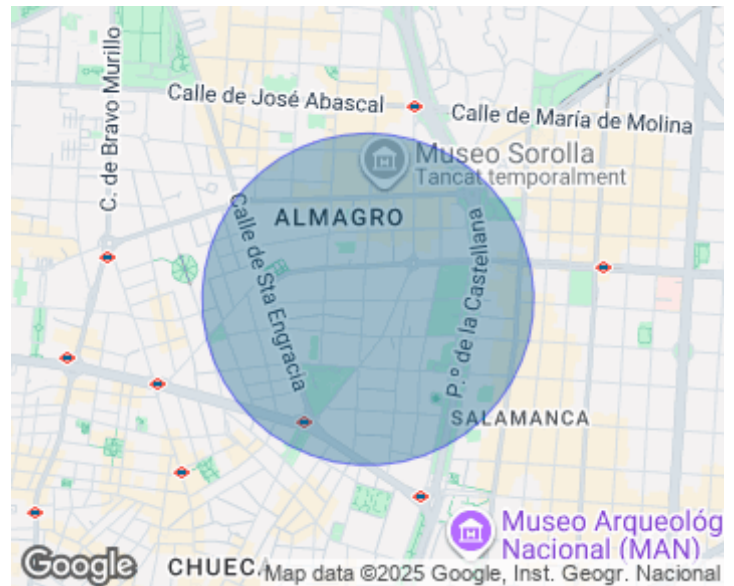 C. de Bravo Murillo
Calle de José Abascal
Calle de María de Molina
Museo Sorolla
Tancat temporalment
ALMAGRO
Calle de Sta Engracia
P.º de la Castellana
SALAMANCA
Museo Arqueológ
Nacional (MAN)
Google
CHUEC
Map data ©2025 Google, Inst. Geogr. Nacional